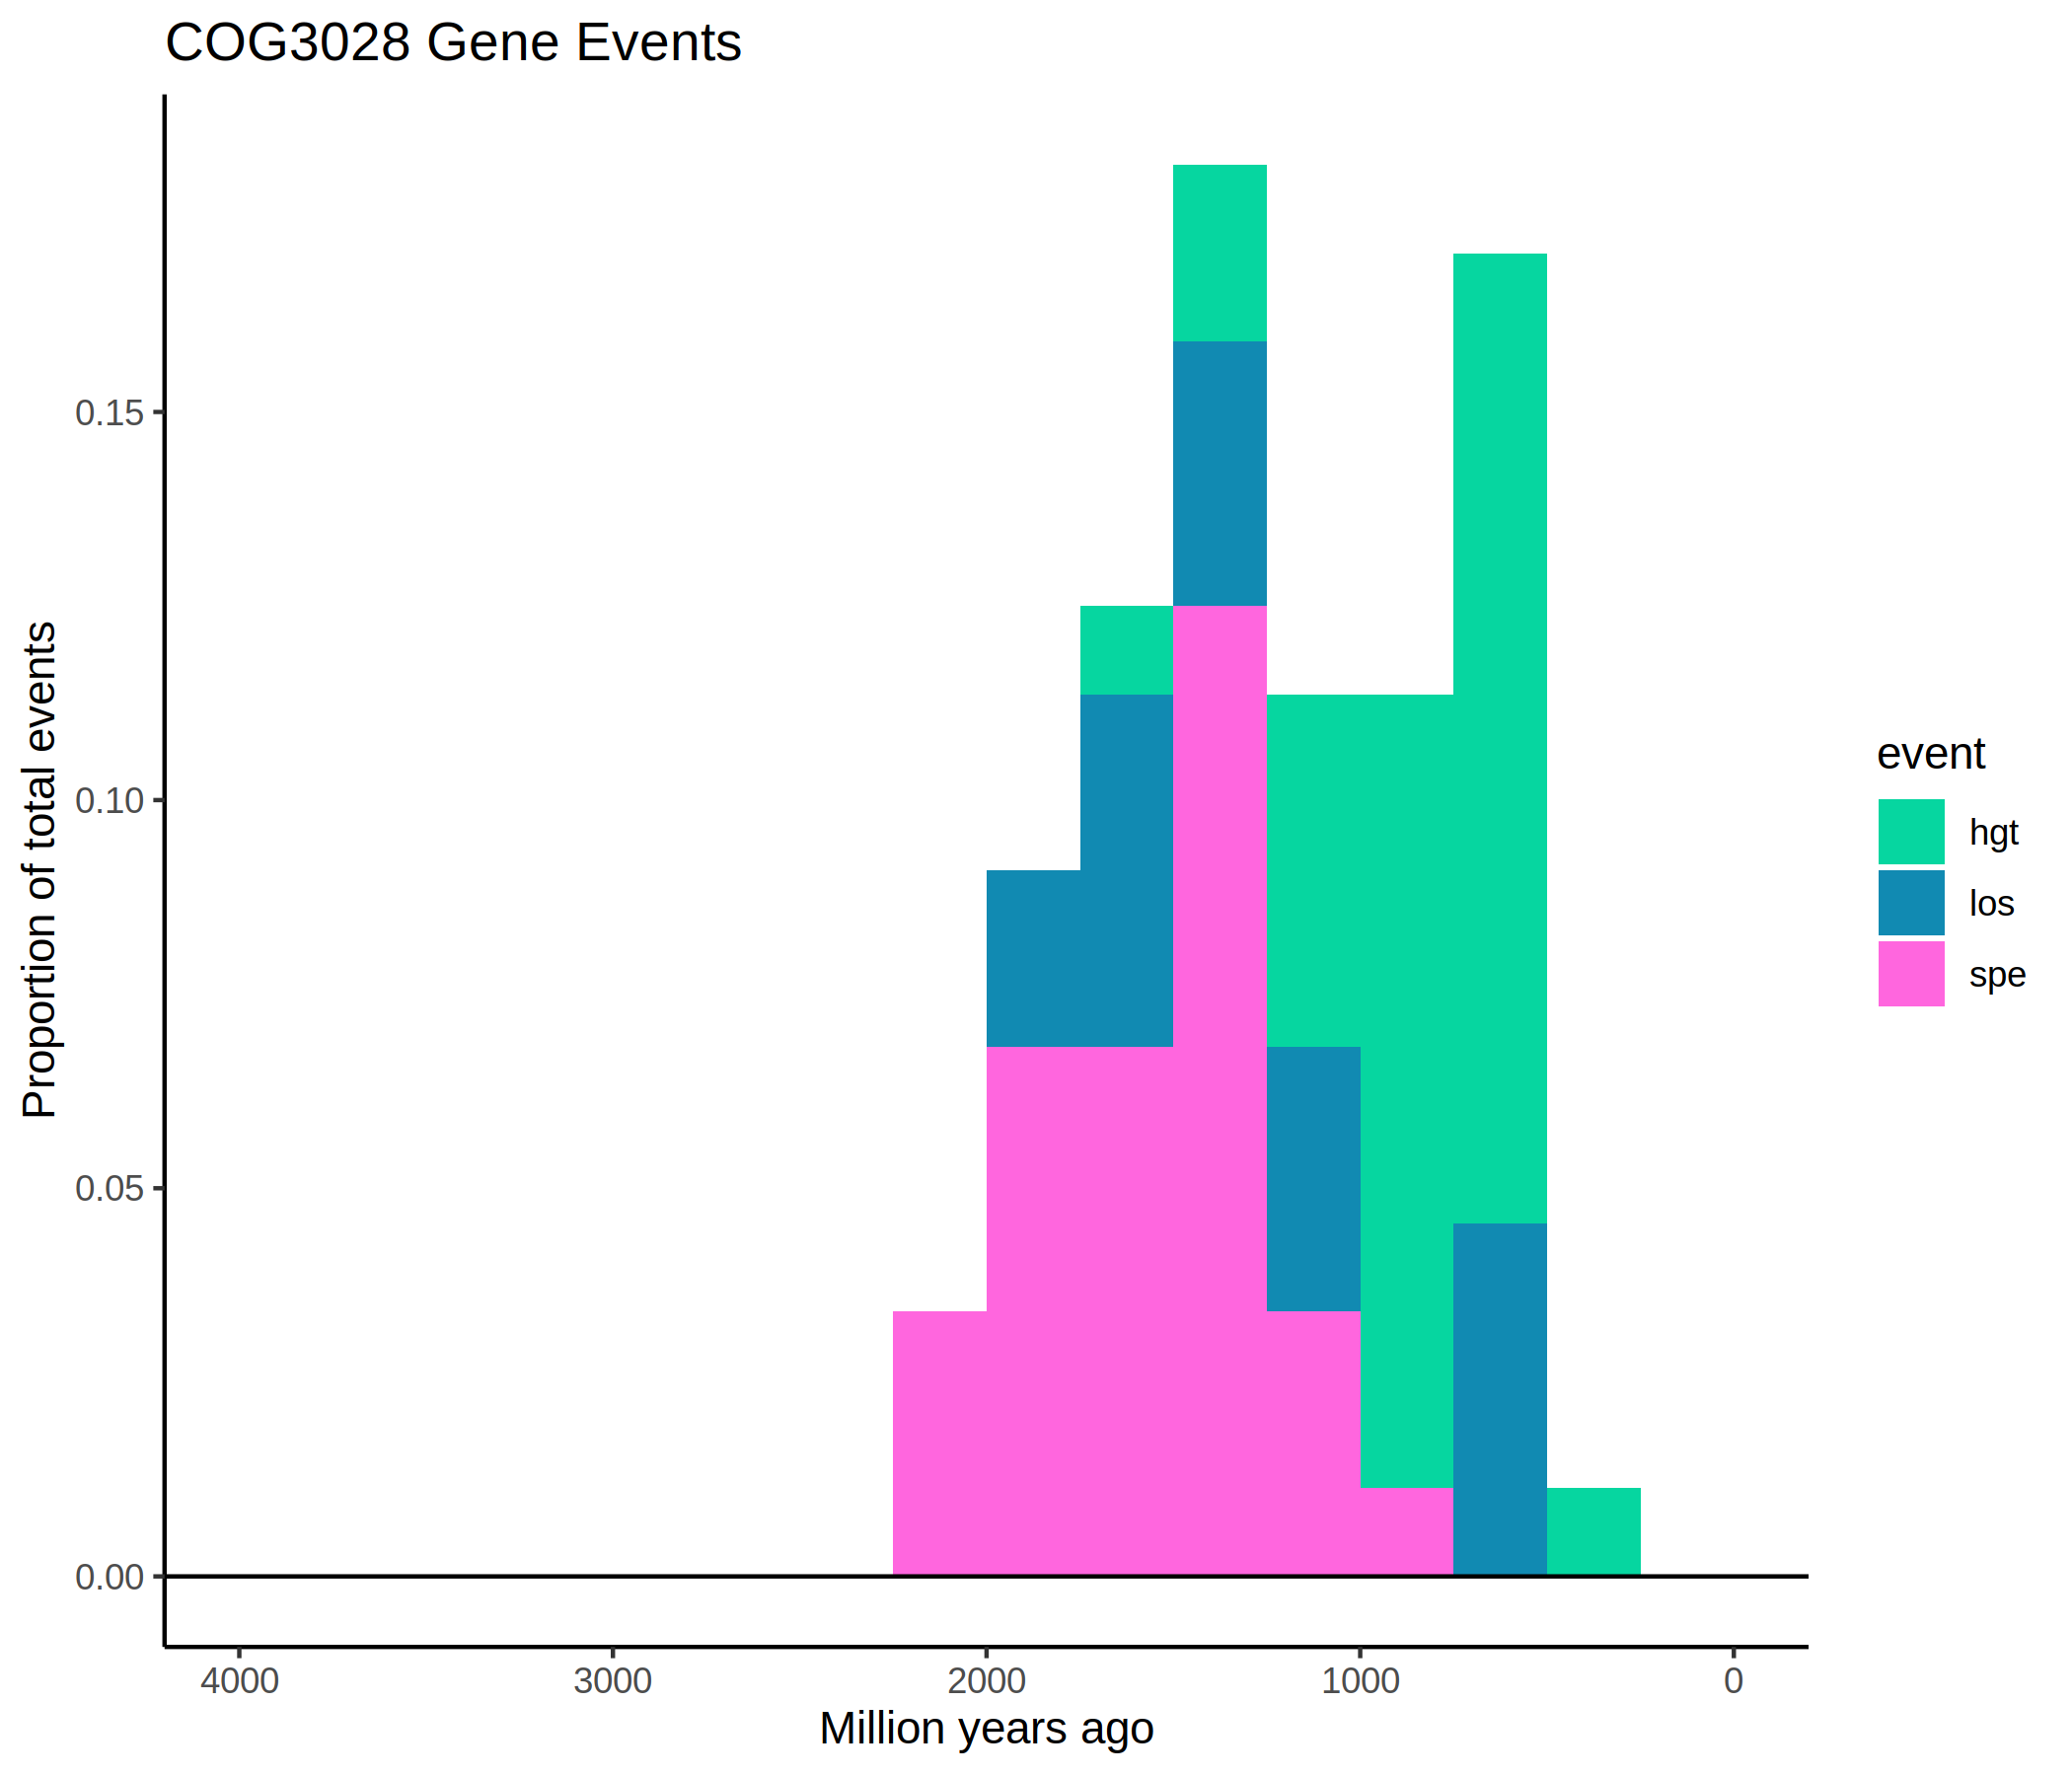 COG3028 Gene Events
Proportion of total events
0.15
0.10
0.05
0.00
4000 3000 2000 1000 0
Million years ago
event
hgt
los
spe